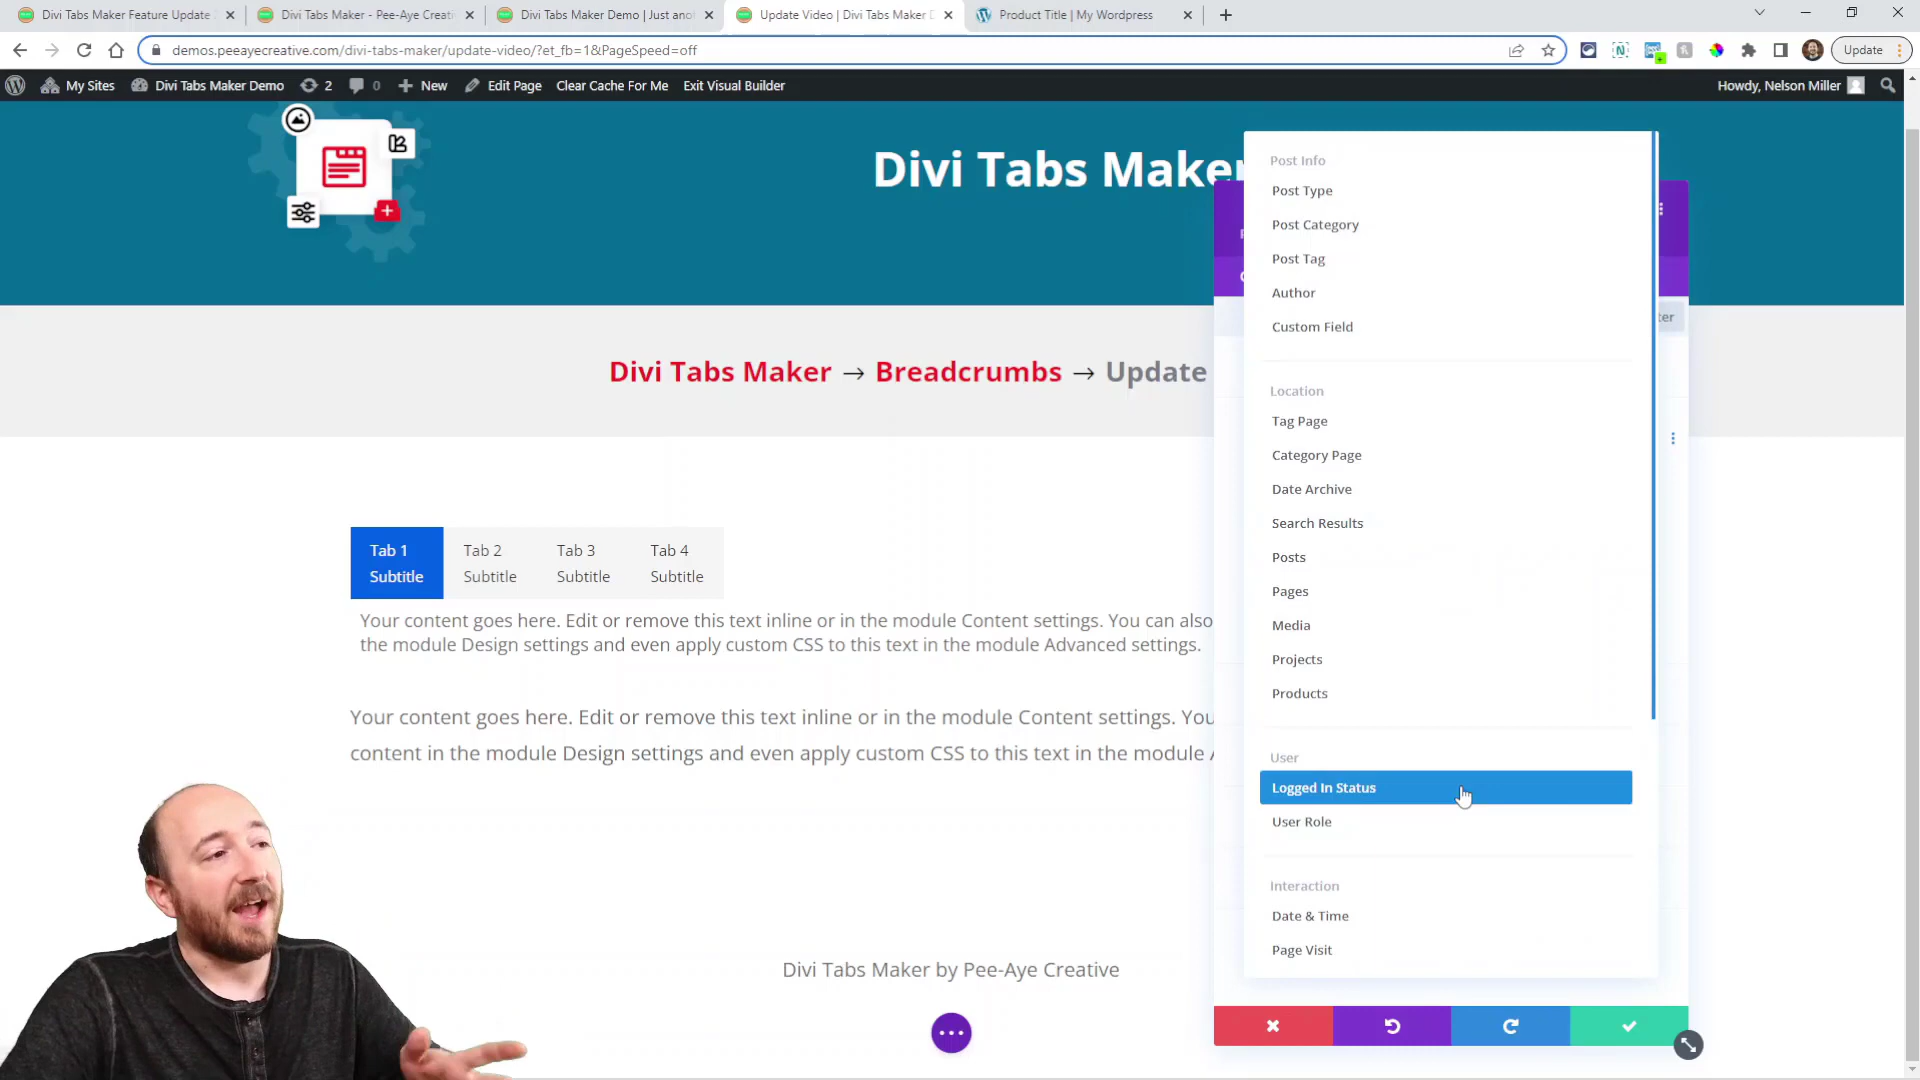 Divi Tabs Maker Feature Update
Divi Tabs Maker - Pee-Aye Creati
Divi Tabs Maker Demo | Just ano
Update Video | Divi Tabs Maker D
Product Title | My Wordpress
demos.peeayecreative.com/divi-tabs-maker/update-video/?et_fb=1&PageSpeed=off
Update
My Sites
Divi Tabs Maker Demo
2
0
New
Edit Page
Clear Cache For Me
Exit Visual Builder
Howdy, Nelson Miller
Divi Tabs Maker
Divi Tabs Maker → Breadcrumbs → Update
Tab 1
Subtitle
Tab 2
Subtitle
Tab 3
Subtitle
Tab 4
Subtitle
Your content goes here. Edit or remove this text inline or in the module Content settings. You can also
the module Design settings and even apply custom CSS to this text in the module Advanced settings.
Your content goes here. Edit or remove this text inline or in the module Content settings. You
content in the module Design settings and even apply custom CSS to this text in the module A
Divi Tabs Maker by Pee-Aye Creative
Post Info
Post Type
Post Category
Post Tag
Author
Custom Field
Location
Tag Page
Category Page
Date Archive
Search Results
Posts
Pages
Media
Projects
Products
User
Logged In Status
User Role
Interaction
Date & Time
Page Visit